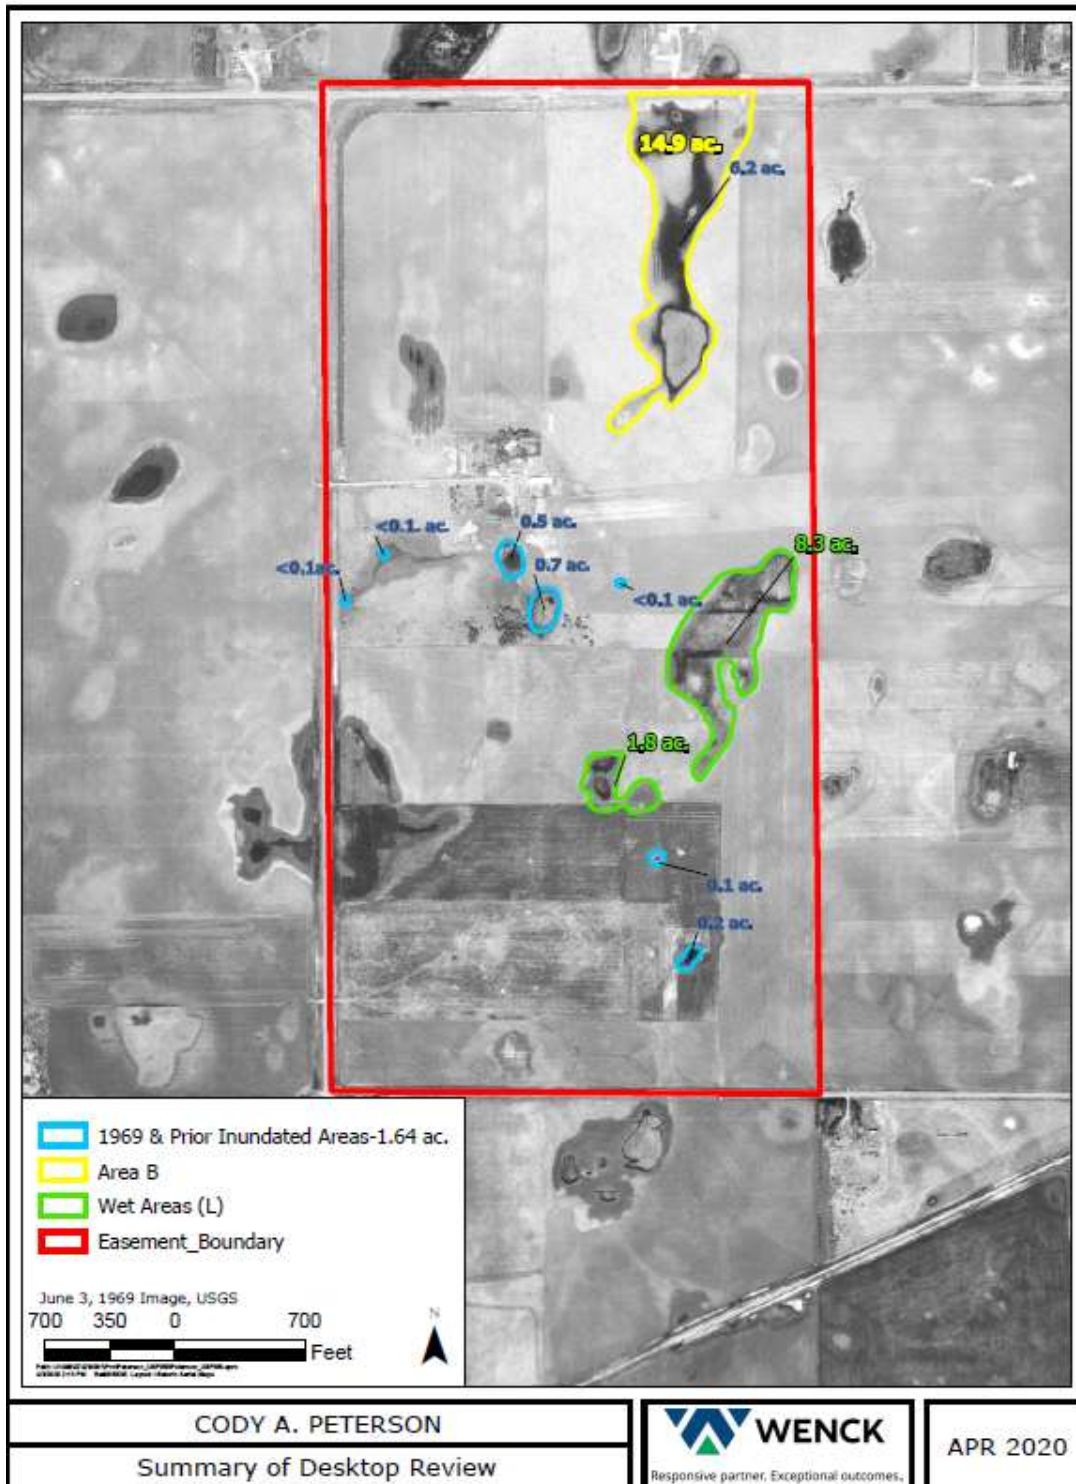 14.9 ac.
6.2 ac.
<0.1. ac.
0.5 ac.
8.3 ac.
<0.1ac.
0.7 ac.
<0.1 ac.
1.8 ac.
0.1 ac.
0.2 ac.
1969 & Prior Inundated Areas-1.64 ac.
Area B
Wet Areas (L)
Easement_Boundary
June 3, 1969 Image, USGS
700 350 0 700
Feet
N
CODY A. PETERSON
Summary of Desktop Review
WENCK
Responsive partner. Exceptional outcomes.
APR 2020